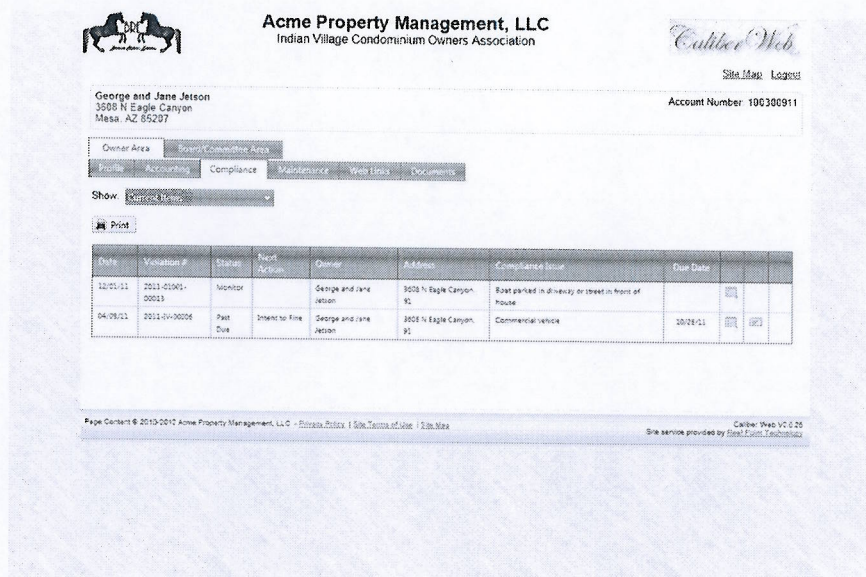 BRE
Acme Property Management, LLC
Indian Village Condominium Owners Association
Caliber Web
Site Map Logout
George and Jane Jetson
3608 N Eagle Canyon
Mesa, AZ 85207
Account Number 100300911
Owner Area Board/Committee Area
Profile Accounting Compliance Maintenance Web Links Documents
Show: Current Items
Print
Date Violation # Status Next Action Owner Address Compliance Issue Due Date
12/01/11 2011-01001-00013 Monitor George and Jane Jetson 3608 N Eagle Canyon, 91 Boat parked in driveway or street in front of house
04/09/11 2011-IV-00006 Past Due Intent to Fine George and Jane Jetson 3608 N Eagle Canyon, 91 Commercial vehicle 10/26/11
Page Content © 2010-2012 Acme Property Management, LLC - Privacy Policy | Site Terms of Use | Site Map
Caliber Web V2.0.26
Site service provided by Reef Point Technology